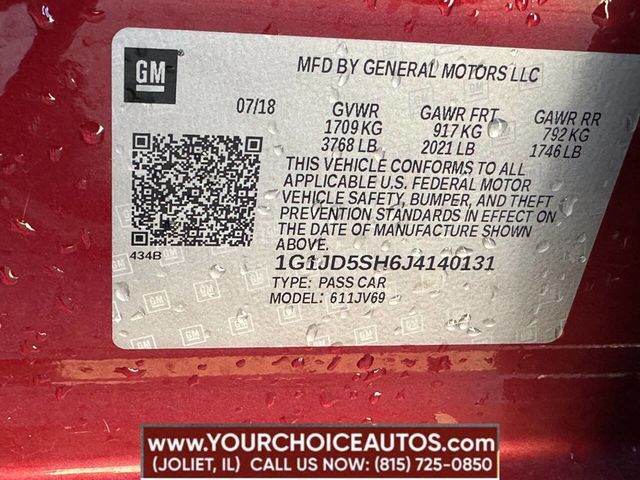 GM
MFD BY GENERAL MOTORS LLC
07/18 GVWR GAWR FRT GAWR RR
1709 KG 917 KG 792 KG
3768 LB 2021 LB 1746 LB
THIS VEHICLE CONFORMS TO ALL
APPLICABLE U.S. FEDERAL MOTOR
VEHICLE SAFETY, BUMPER, AND THEFT
PREVENTION STANDARDS IN EFFECT ON
THE DATE OF MANUFACTURE SHOWN
ABOVE.
434B
1G1JD5SH6J4140131
TYPE: PASS CAR
MODEL: 611JV69
WWW.YOURCHOICEAUTOS.COM
(JOLIET, IL) CALL US NOW: (815) 725-0850